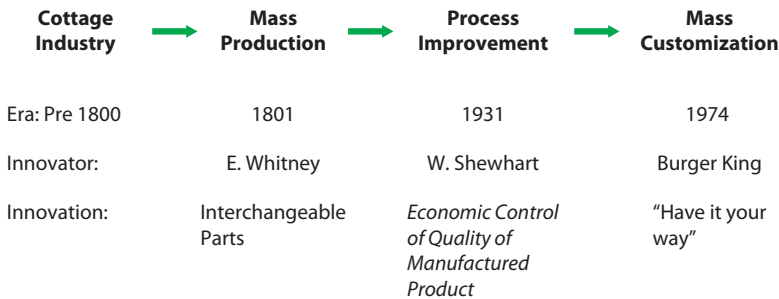 Cottage Industry Mass Production Process Improvement Mass Customization
Era: Pre 1800 1801 1931 1974
Innovator: E. Whitney W. Shewhart Burger King
Innovation: Interchangeable Parts Economic Control of Quality of Manufactured Product “Have it your way”